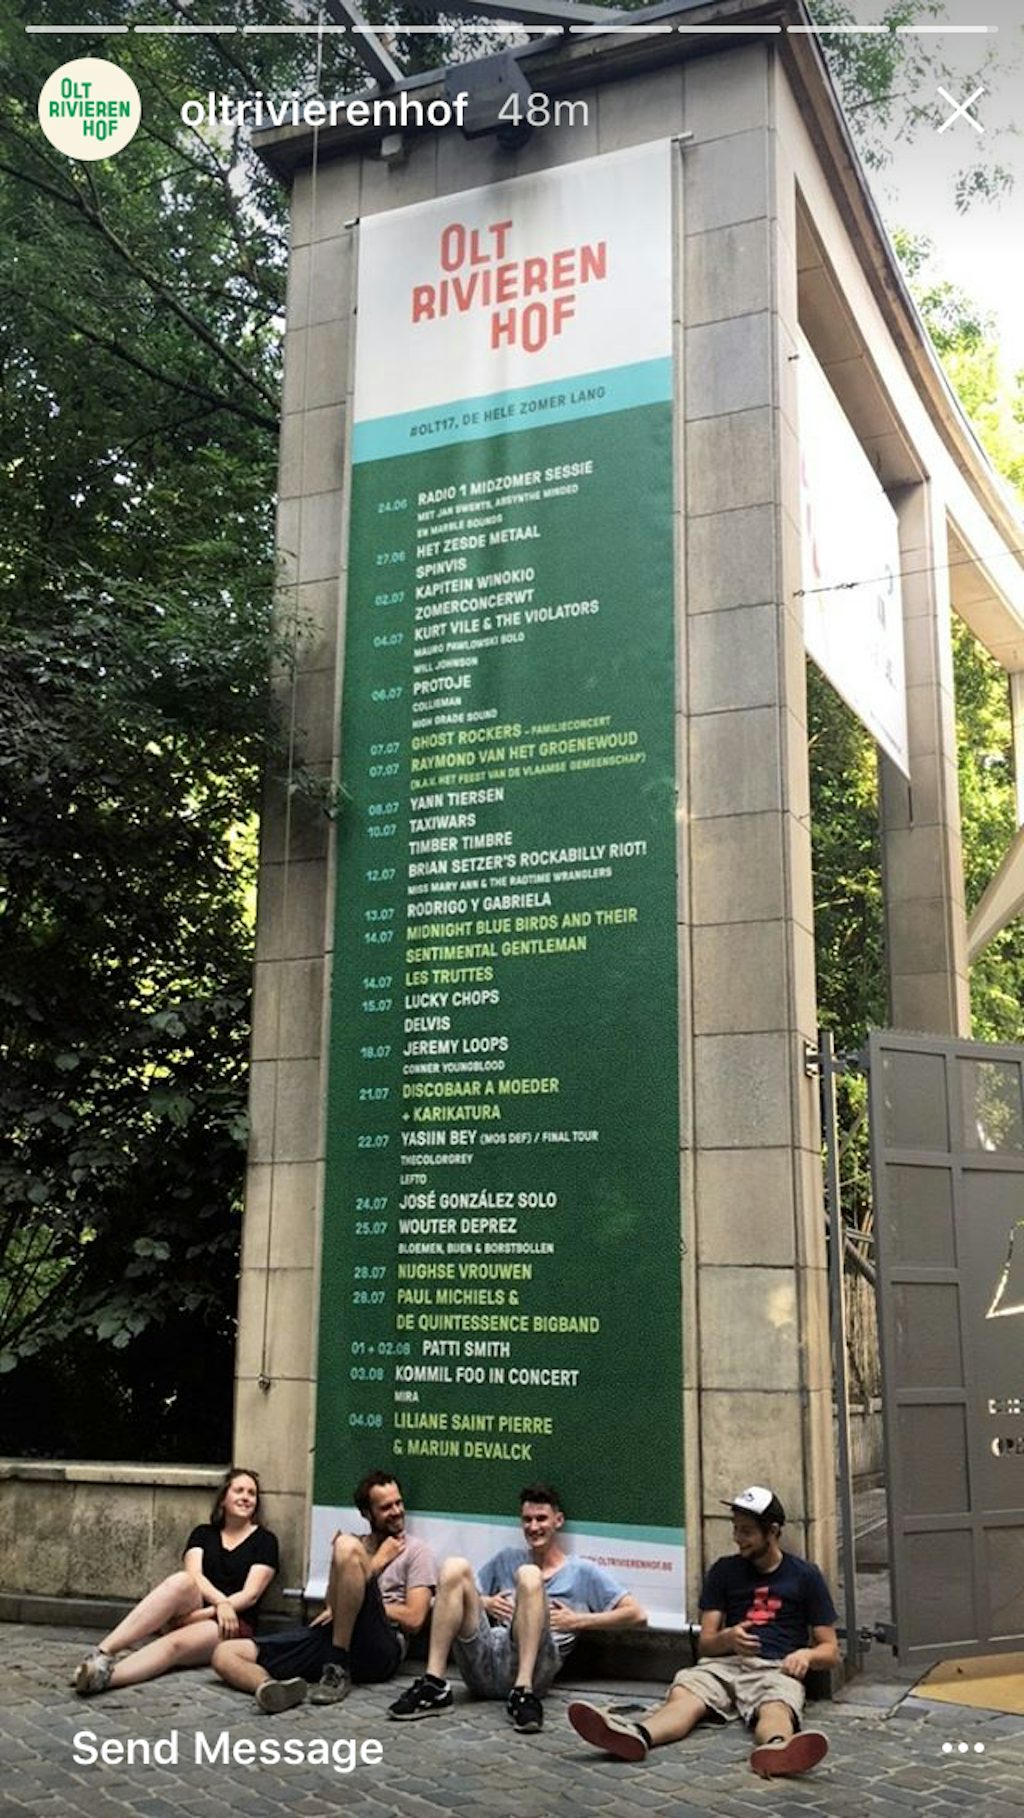 OLT
RIVIEREN
HOF
oltrivierenhof 48m
OLT
RIVIEREN
HOF
#OLT17, DE HELE ZOMER LANG
24.06 RADIO 1 MIDZOMER SESSIE
MET JAN SWERTS, ABSYNTHE MINDED
EN MARBLE SOUNDS
27.06 HET ZESDE METAAL
SPINVIS
02.07 KAPITEIN WINOKIO
ZOMERCONCERWT
04.07 KURT VILE & THE VIOLATORS
MAURO PAWLOWSKI SOLO
WILL JOHNSON
06.07 PROTOJE
COLLIEMAN
HIGH GRADE SOUND
07.07 GHOST ROCKERS - FAMILIECONCERT
07.07 RAYMOND VAN HET GROENEWOUD
(N.A.V. HET FEEST VAN DE VLAAMSE GEMEENSCHAP)
08.07 YANN TIERSEN
10.07 TAXIWARS
TIMBER TIMBRE
12.07 BRIAN SETZER'S ROCKABILLY RIOT!
MISS MARY ANN & THE RAGTIME WRANGLERS
13.07 RODRIGO Y GABRIELA
14.07 MIDNIGHT BLUE BIRDS AND THEIR
SENTIMENTAL GENTLEMAN
14.07 LES TRUTTES
15.07 LUCKY CHOPS
DELVIS
18.07 JEREMY LOOPS
CONNER YOUNGBLOOD
21.07 DISCOBAAR A MOEDER
+ KARIKATURA
22.07 YASIIN BEY (MOS DEF) / FINAL TOUR
THECOLORGREY
LEFTO
24.07 JOSÉ GONZÁLEZ SOLO
25.07 WOUTER DEPREZ
BLOEMEN, BIJEN & BORSTBOLLEN
28.07 NIJGHSE VROUWEN
28.07 PAUL MICHIELS &
DE QUINTESSENCE BIGBAND
01 + 02.08 PATTI SMITH
03.08 KOMMIL FOO IN CONCERT
MIRA
04.08 LILIANE SAINT PIERRE
& MARIJN DEVALCK
OLTRIVIERENHOF.BE
Send Message